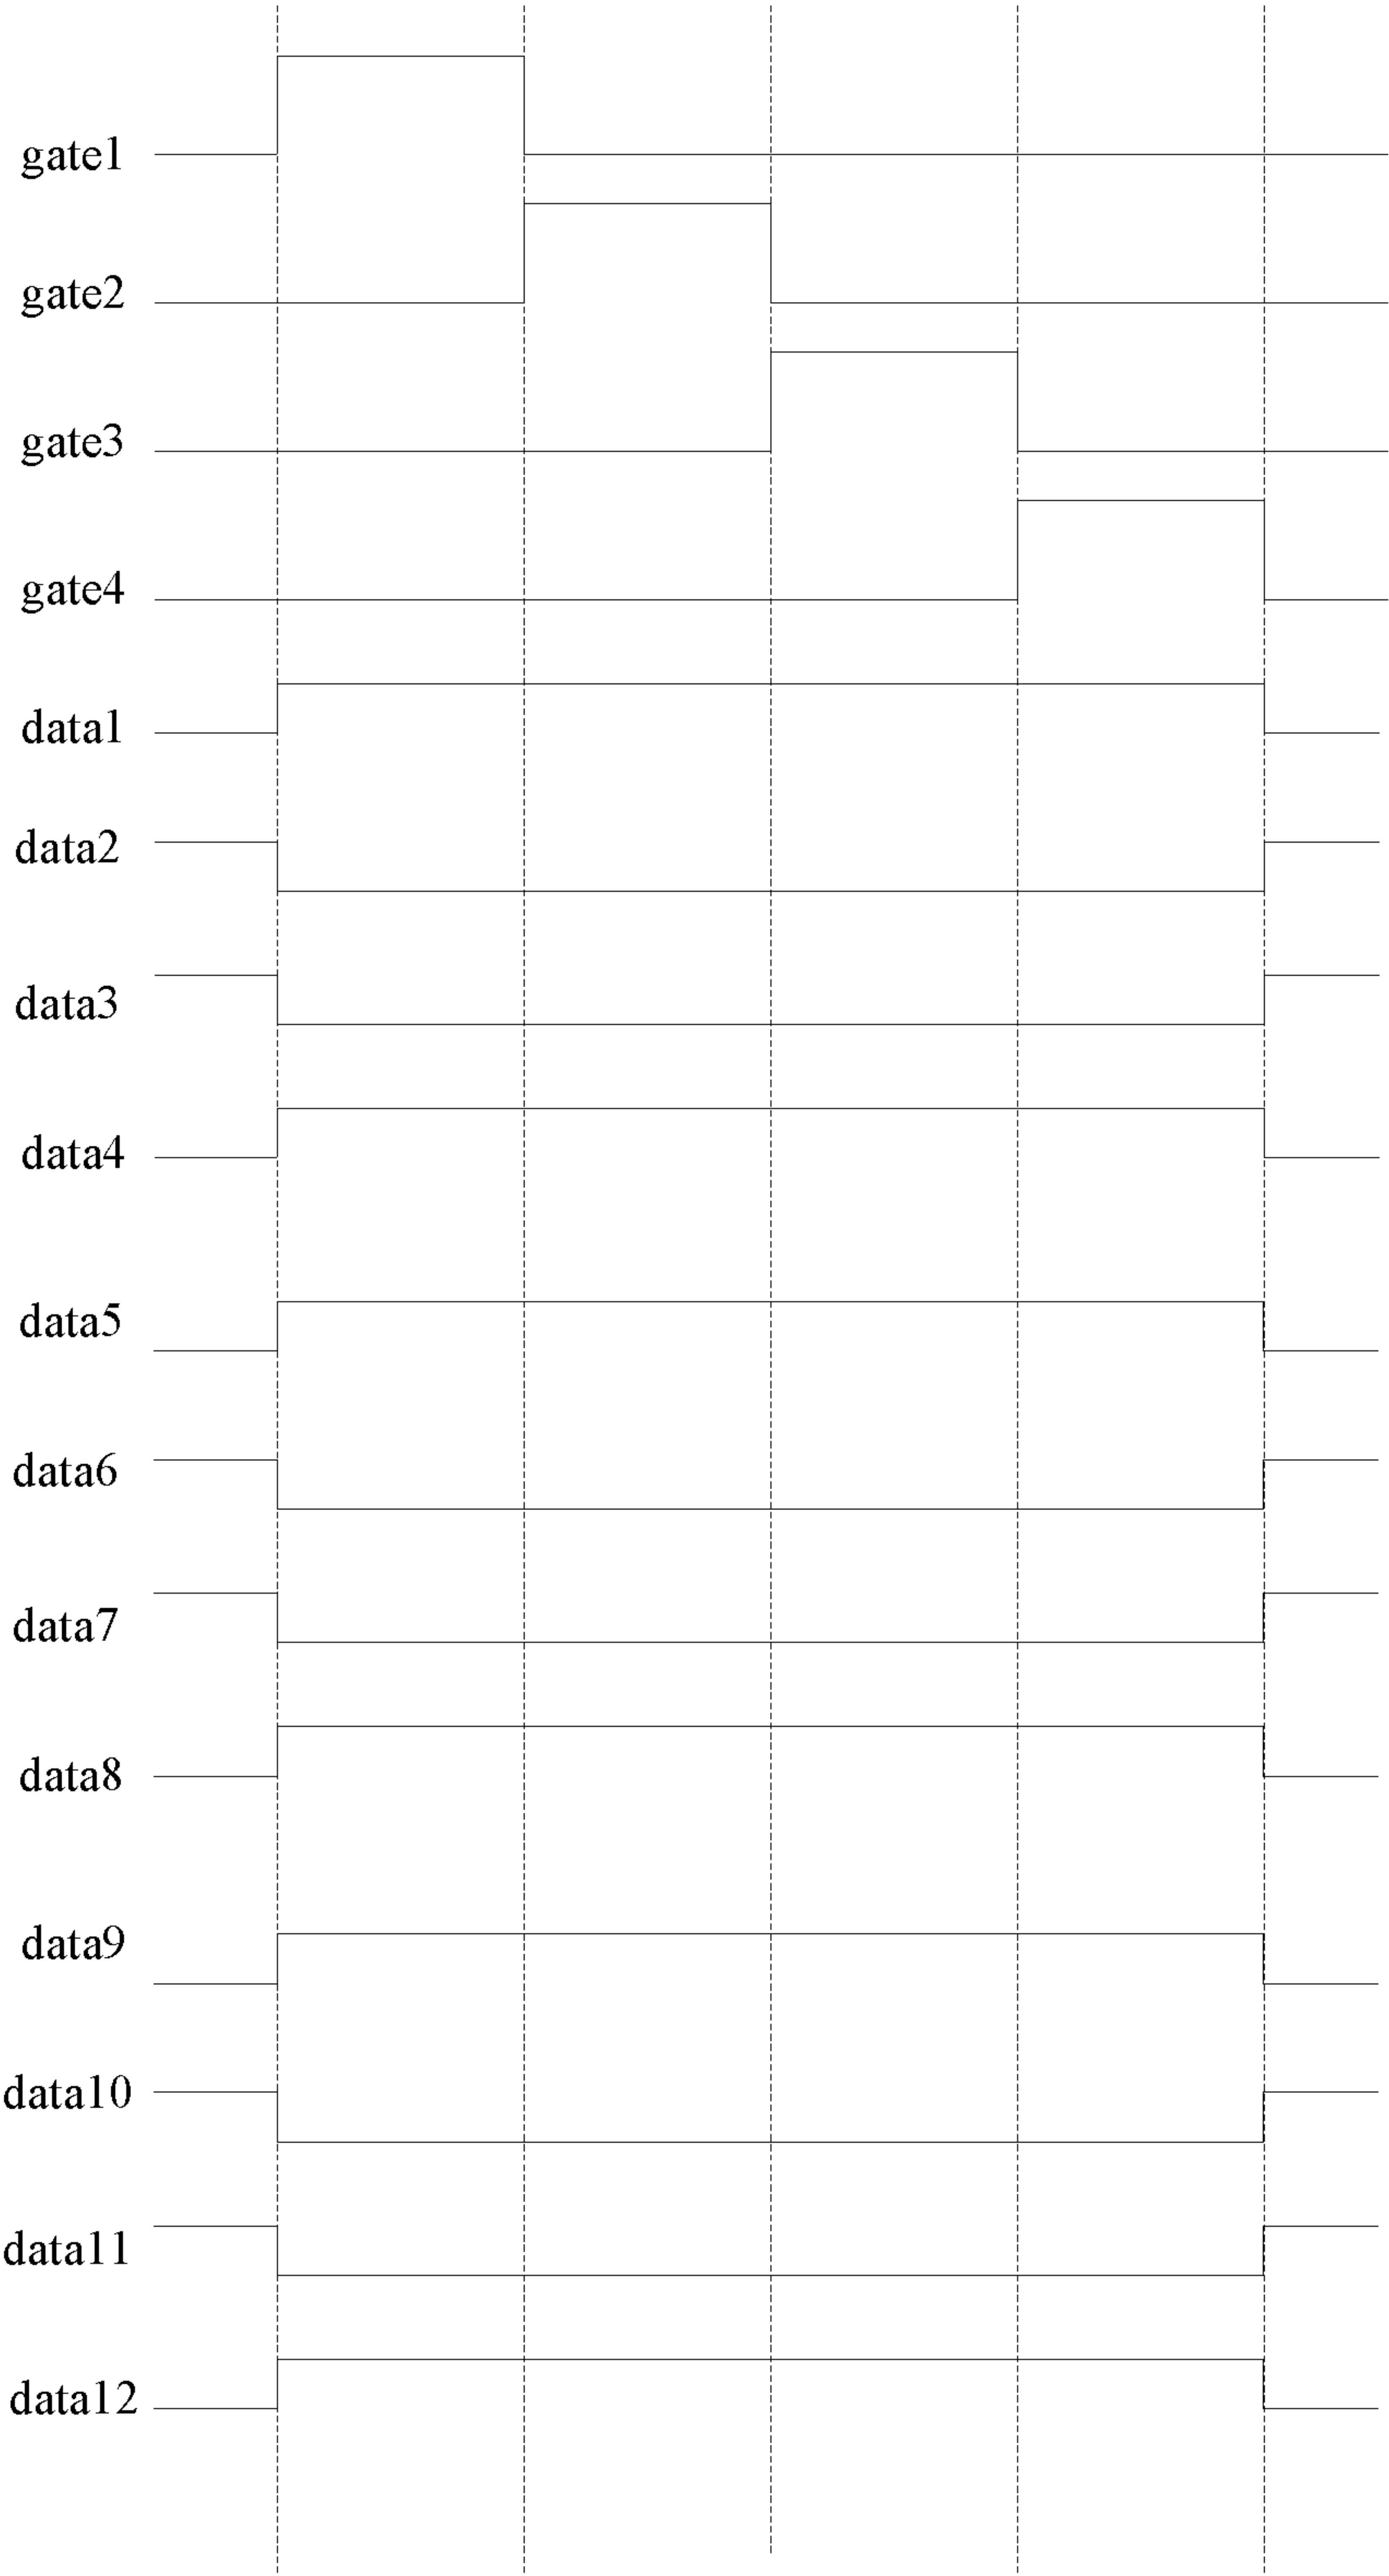 gate1
gate2
gate3
gate4
data1
data2
data3
data4
data5
data6
data7
data8
data9
data10
data11
data12